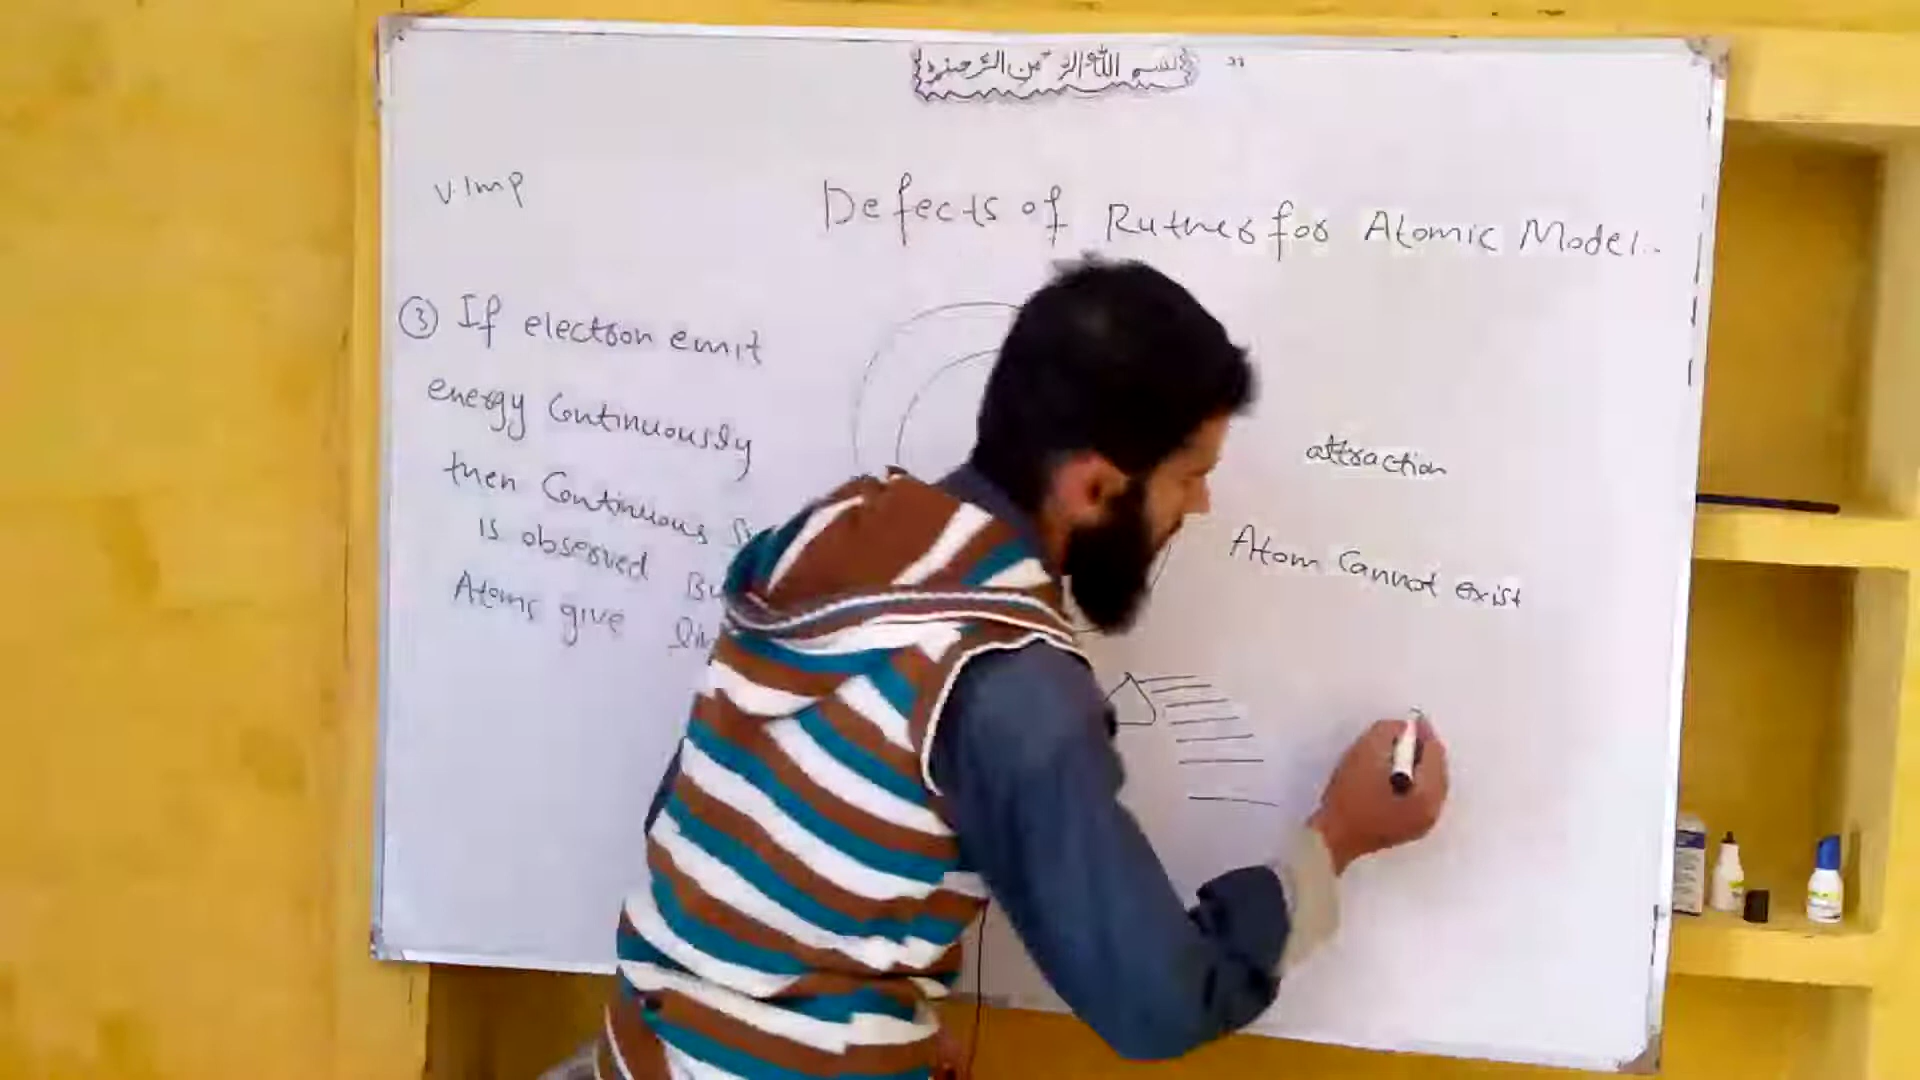 بسم اللہ الرحمن الرحیم
V.Imp
Defects of Ruther for Atomic Model..
③ If electron emit
energy Continuously
then Continuous
is observed
Atoms give
attraction
Atom Cannot exist